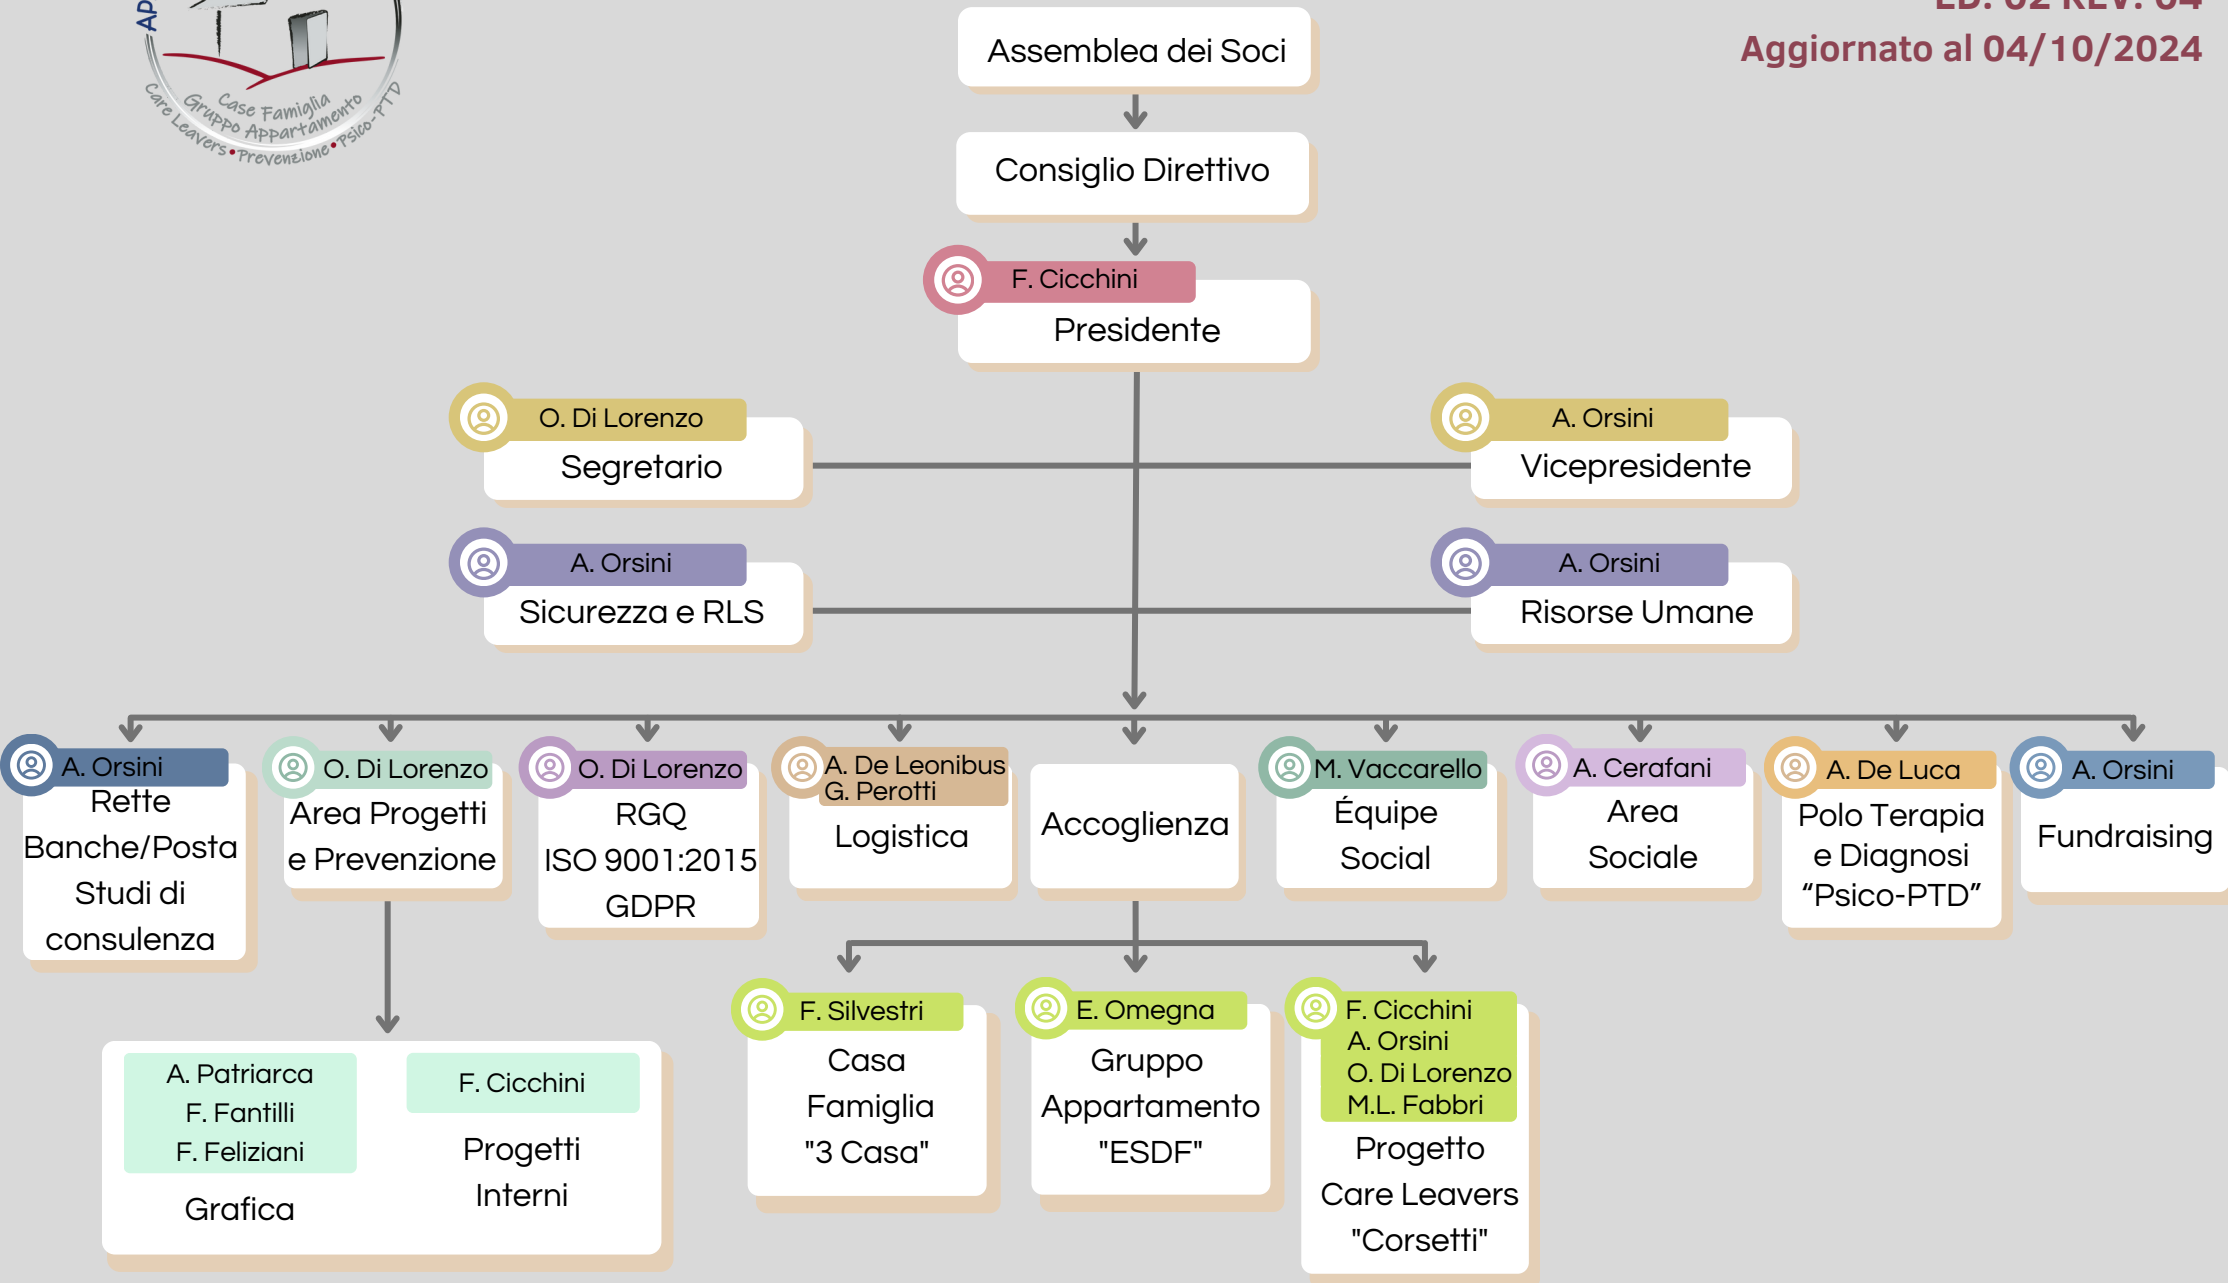 AP
Case Famiglia
Gruppo Appartamento
Care Leavers • Prevenzione • Psico-PTD
ED. 02 REV. 04
Aggiornato al 04/10/2024
Assemblea dei Soci
Consiglio Direttivo
F. Cicchini
Presidente
O. Di Lorenzo
Segretario
A. Orsini
Vicepresidente
A. Orsini
Sicurezza e RLS
A. Orsini
Risorse Umane
A. Orsini
Rette
Banche/Posta
Studi di
consulenza
O. Di Lorenzo
Area Progetti
e Prevenzione
O. Di Lorenzo
RGQ
ISO 9001:2015
GDPR
A. De Leonibus
G. Perotti
Logistica
Accoglienza
M. Vaccarello
Équipe
Social
A. Cerafani
Area
Sociale
A. De Luca
Polo Terapia
e Diagnosi
“Psico-PTD”
A. Orsini
Fundraising
A. Patriarca
F. Fantilli
F. Feliziani
Grafica
F. Cicchini
Progetti
Interni
F. Silvestri
Casa
Famiglia
"3 Casa"
E. Omegna
Gruppo
Appartamento
"ESDF"
F. Cicchini
A. Orsini
O. Di Lorenzo
M.L. Fabbri
Progetto
Care Leavers
"Corsetti"